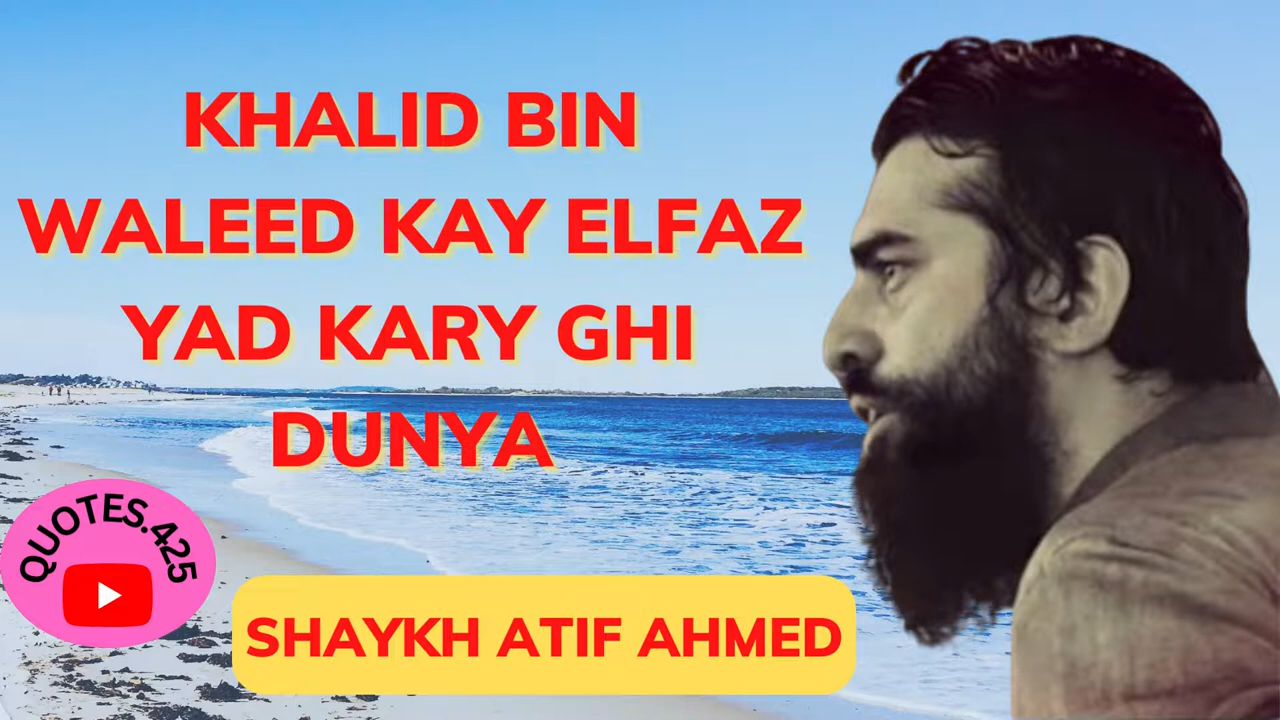 KHALID BIN
WALEED KAY ELFAZ
YAD KARY GHI
DUNYA
QUOTES.425
SHAYKH ATIF AHMED